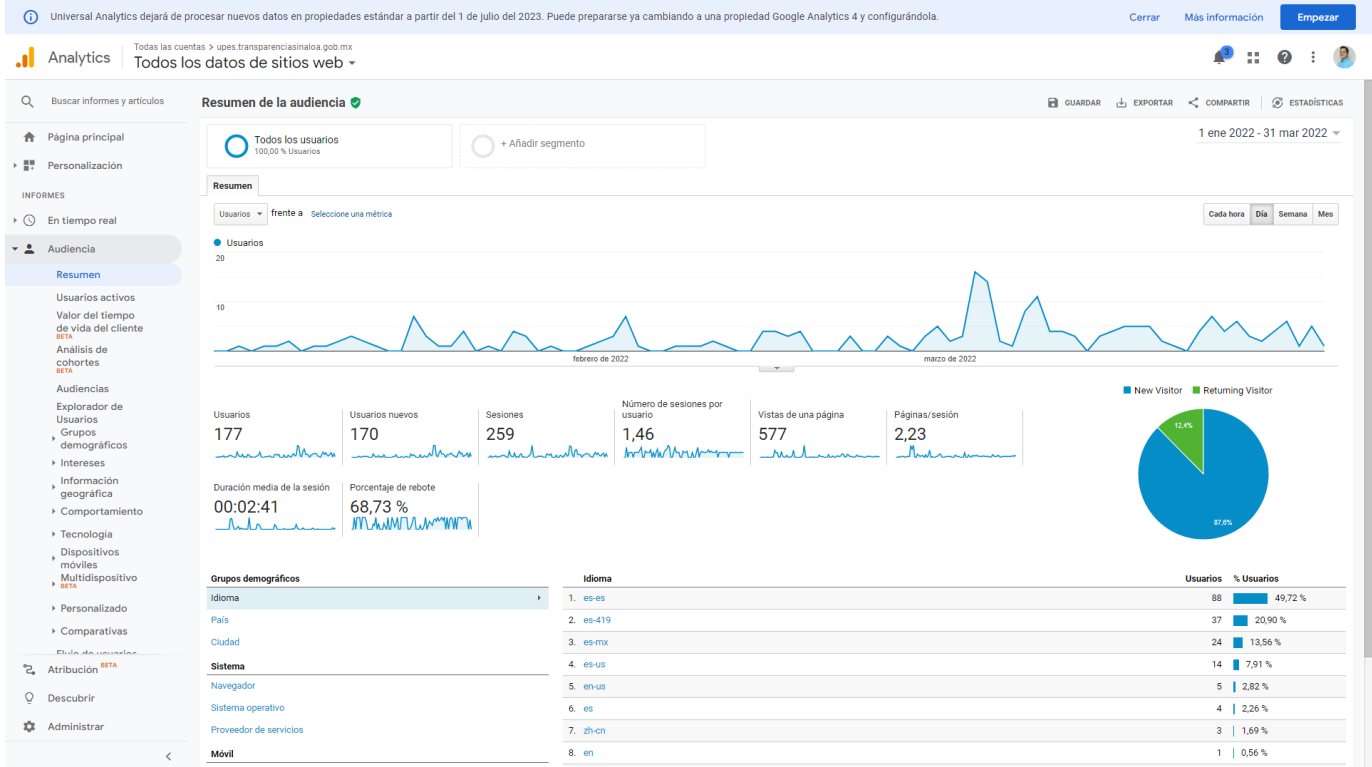 Universal Analytics dejará de procesar nuevos datos en propiedades estándar a partir del 1 de julio del 2023. Puede prepararse ya cambiando a una propiedad Google Analytics 4 y configurándola.
Cerrar
Más información
Empezar
Analytics
Todas las cuentas > upes.transparenciasinaloa.gob.mx
Todos los datos de sitios web
3
Buscar informes y artículos
Página principal
Personalización
INFORMES
En tiempo real
Audiencia
Resumen
Usuarios activos
Valor del tiempo
de vida del cliente
BETA
Análisis de
cohortes
BETA
Audiencias
Explorador de
Usuarios
Grupos
demográficos
Intereses
Información
geográfica
Comportamiento
Tecnología
Dispositivos
móviles
Multidispositivo
BETA
Personalizado
Comparativas
Flujo de usuarios
Atribución BETA
Descubrir
Administrar
Resumen de la audiencia
GUARDAR
EXPORTAR
COMPARTIR
ESTADÍSTICAS
Todos los usuarios
100,00 % Usuarios
+ Añadir segmento
1 ene 2022 - 31 mar 2022
Resumen
Usuarios
frente a
Seleccione una métrica
Cada hora
Día
Semana
Mes
Usuarios
20
10
febrero de 2022
marzo de 2022
New Visitor
Returning Visitor
12,4%
87,6%
Usuarios
177
Usuarios nuevos
170
Sesiones
259
Número de sesiones por
usuario
1,46
Vistas de una página
577
Páginas/sesión
2,23
Duración media de la sesión
00:02:41
Porcentaje de rebote
68,73 %
Grupos demográficos
Idioma
País
Ciudad
Sistema
Navegador
Sistema operativo
Proveedor de servicios
Móvil
Idioma
Usuarios
% Usuarios
1. es-es 88 49,72 %
2. es-419 37 20,90 %
3. es-mx 24 13,56 %
4. es-us 14 7,91 %
5. en-us 5 2,82 %
6. es 4 2,26 %
7. zh-cn 3 1,69 %
8. en 1 0,56 %